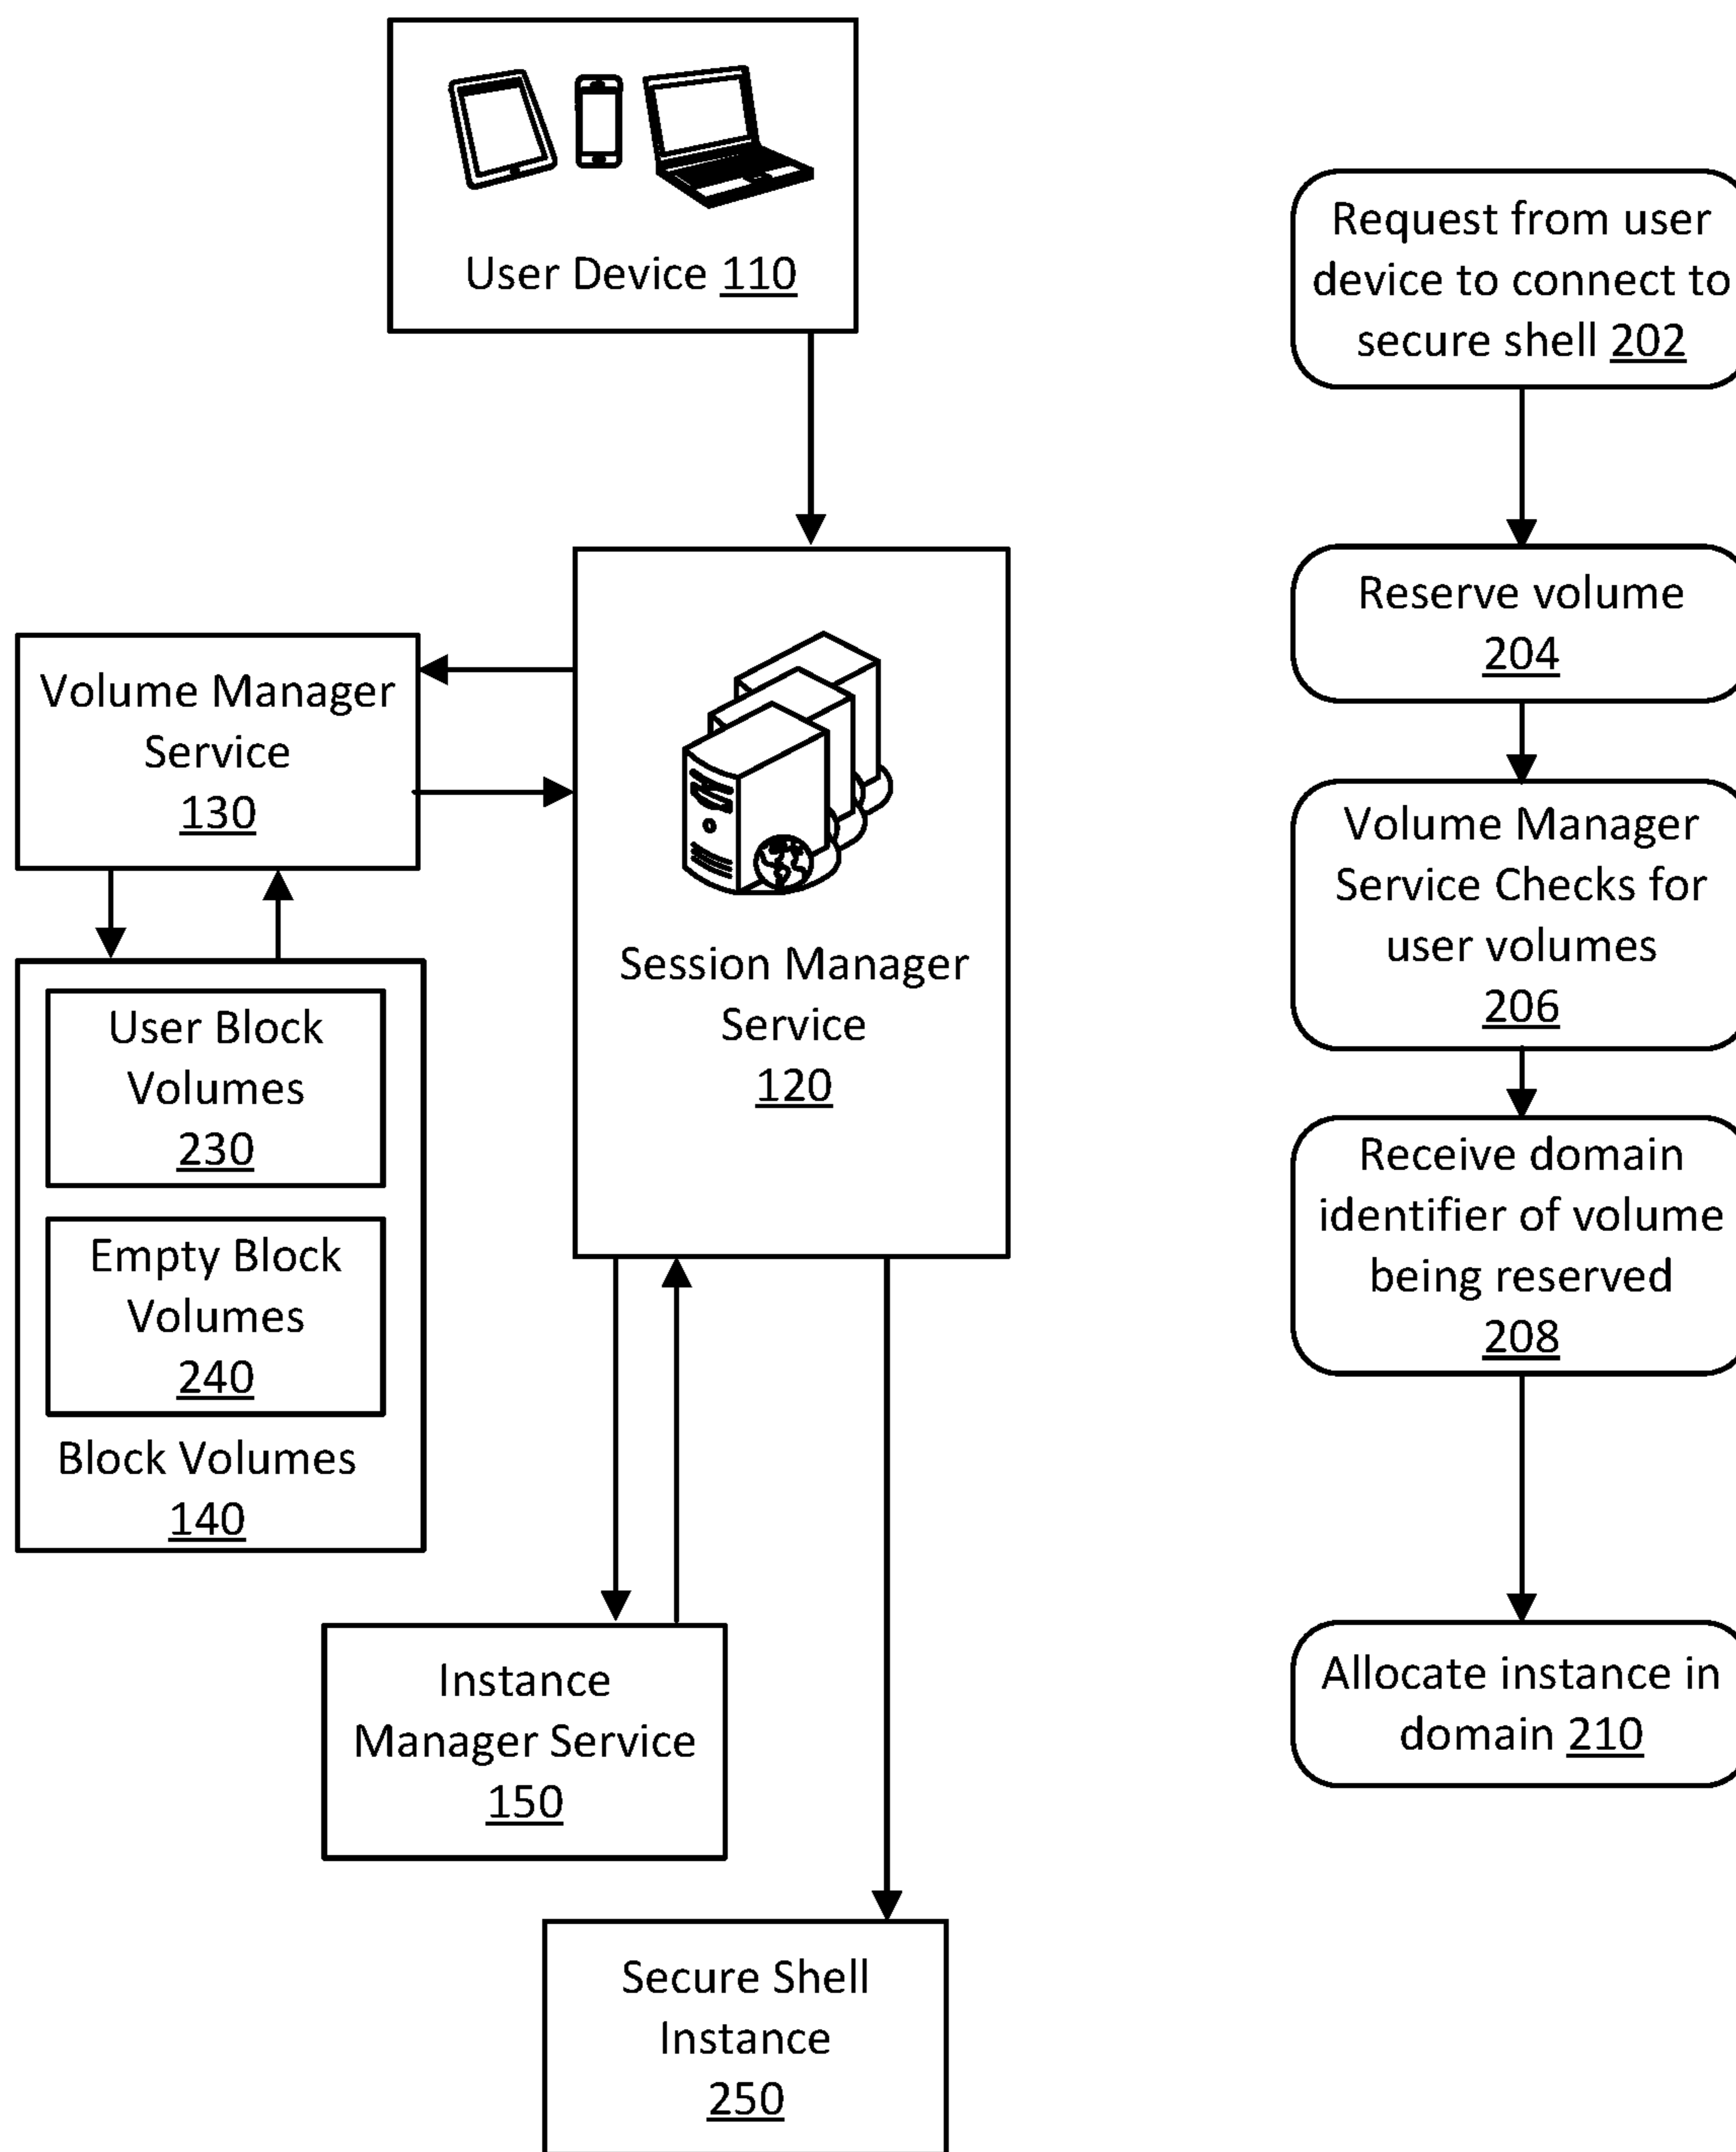 User Device 110
Volume Manager
Service
130
User Block
Volumes
230
Empty Block
Volumes
240
Block Volumes
140
Session Manager
Service
120
Instance
Manager Service
150
Secure Shell
Instance
250
Request from user
device to connect to
secure shell 202
Reserve volume
204
Volume Manager
Service Checks for
user volumes
206
Receive domain
identifier of volume
being reserved
208
Allocate instance in
domain 210